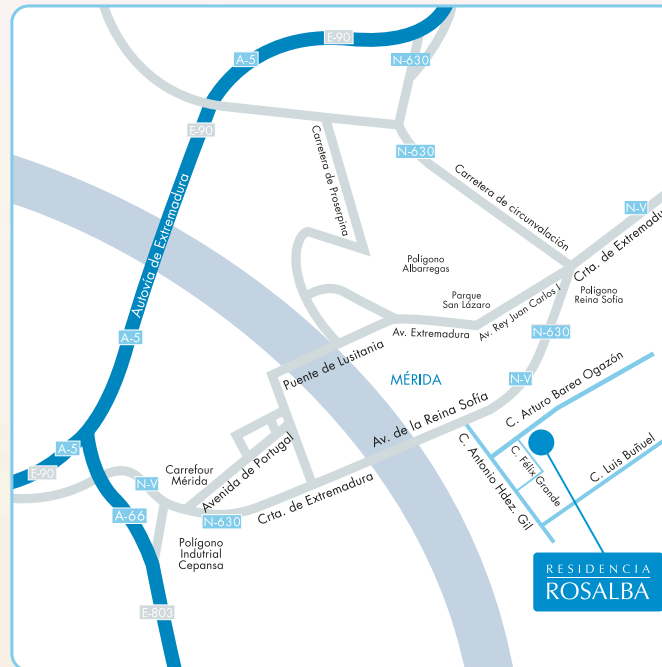 E-90
A-5
N-630
E-90
N-630
Carretera de Proserpina
Carretera de circunvalación
N-V
Autovía de Extremadura
Crta. de Extremadu
Polígono
Albarregas
Polígono
Reina Sofía
Parque
San Lázaro
Av. Rey Juan Carlos I
Av. Extremadura
N-630
A-5
Puente de Lusitania
MÉRIDA
N-V
C. Arturo Barea Ogazón
Av. de la Reina Sofía
C. Antonio Hdez. Gil
C. Félix Grande
C. Luis Buñuel
A-5
E-90
Carrefour
Mérida
Avenida de Portugal
N-V
Crta. de Extremadura
A-66
N-630
Polígono
Indutrial
Cepansa
RESIDENCIA
ROSALBA
E-803